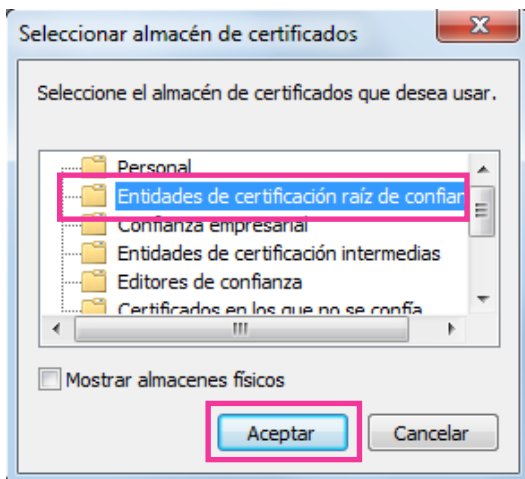 Seleccionar almacén de certificados
Seleccione el almacén de certificados que desea usar.
Personal
Entidades de certificación raíz de confian
Confianza empresarial
Entidades de certificación intermedias
Editores de confianza
Certificados en los que no se confía
Mostrar almacenes físicos
Aceptar
Cancelar